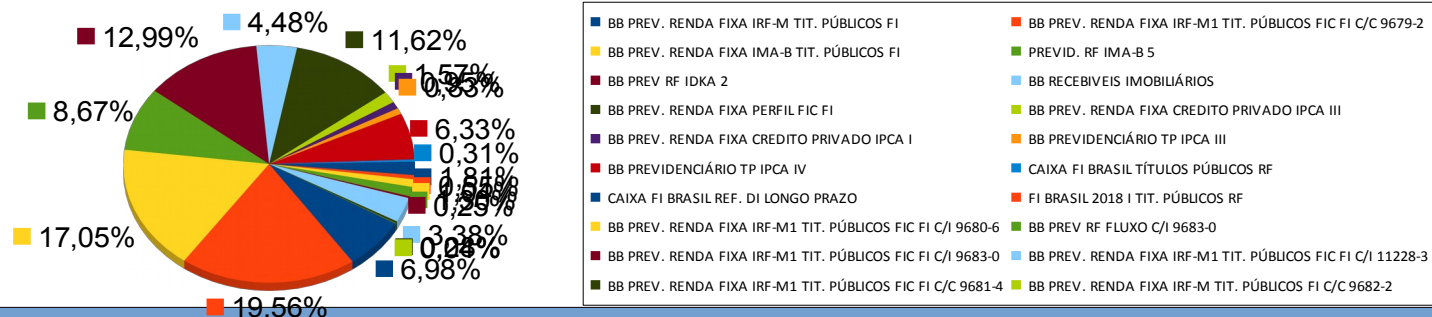 4,48%
12,99%
11,62%
8,67%
6,33%
0,31%
1,81%
17,05%
0,25%
3,38%
6,98%
19,56%
BB PREV. RENDA FIXA IRF-M TIT. PÚBLICOS FI
BB PREV. RENDA FIXA IRF-M1 TIT. PÚBLICOS FIC FI C/C 9679-2
BB PREV. RENDA FIXA IMA-B TIT. PÚBLICOS FI
PREVID. RF IMA-B 5
BB PREV RF IDKA 2
BB RECEBIVEIS IMOBILIÁRIOS
BB PREV. RENDA FIXA PERFIL FIC FI
BB PREV. RENDA FIXA CREDITO PRIVADO IPCA III
BB PREV. RENDA FIXA CREDITO PRIVADO IPCA I
BB PREVIDENCIÁRIO TP IPCA III
BB PREVIDENCIÁRIO TP IPCA IV
CAIXA FI BRASIL TÍTULOS PÚBLICOS RF
CAIXA FI BRASIL REF. DI LONGO PRAZO
FI BRASIL 2018 I TIT. PÚBLICOS RF
BB PREV. RENDA FIXA IRF-M1 TIT. PÚBLICOS FIC FI C/I 9680-6
BB PREV RF FLUXO C/I 9683-0
BB PREV. RENDA FIXA IRF-M1 TIT. PÚBLICOS FIC FI C/I 9683-0
BB PREV. RENDA FIXA IRF-M1 TIT. PÚBLICOS FIC FI C/I 11228-3
BB PREV. RENDA FIXA IRF-M1 TIT. PÚBLICOS FIC FI C/C 9681-4
BB PREV. RENDA FIXA IRF-M TIT. PÚBLICOS FI C/C 9682-2